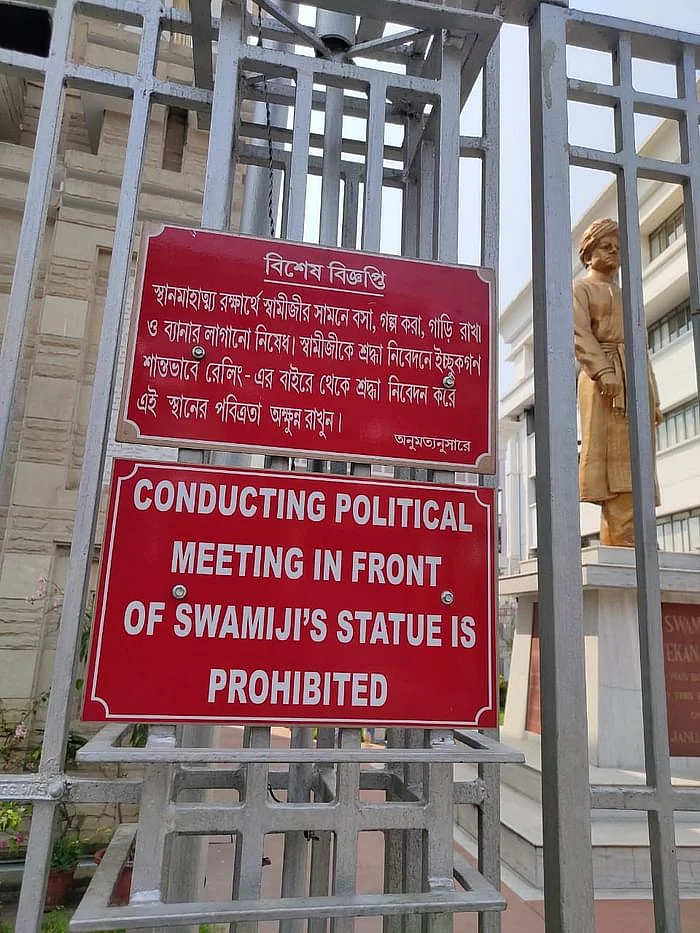 বিশেষ বিজ্ঞপ্তি
স্থানমাহাত্ম্য রক্ষার্থে স্বামীজীর সামনে বসা, গল্প করা, গাড়ি রাখা
ও ব্যানার লাগানো নিষেধ। স্বামীজীকে শ্রদ্ধা নিবেদনে ইচ্ছুকগন
শান্তভাবে রেলিং-এর বাইরে থেকে শ্রদ্ধা নিবেদন করে
এই স্থানের পবিত্রতা অক্ষুন্ন রাখুন।
অনুমত্যনুসারে
CONDUCTING POLITICAL
MEETING IN FRONT
OF SWAMIJI'S STATUE IS
PROHIBITED